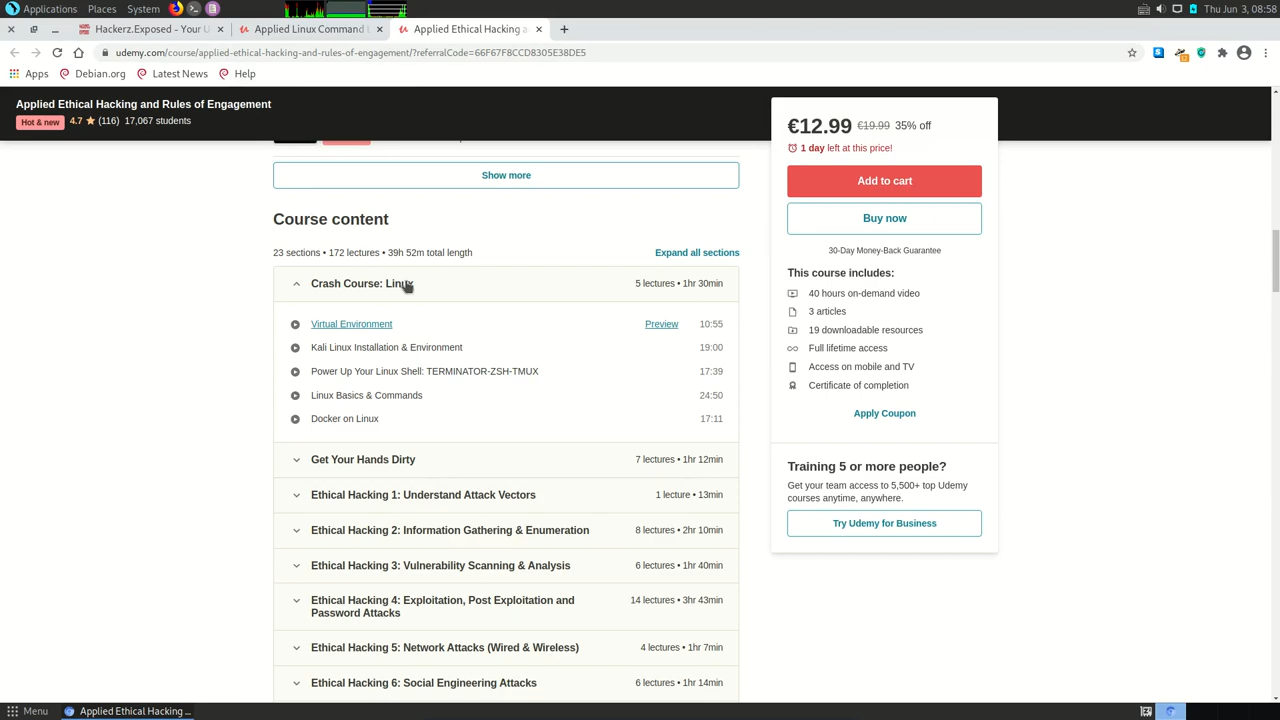 Applications Places System Thu Jun 3, 08:58
Hackerz.Exposed - Your U
Applied Linux Command
Applied Ethical Hacking a
udemy.com/course/applied-ethical-hacking-and-rules-of-engagement/?referralCode=66F67F8CCD8305E38DE5
Apps Debian.org Latest News Help
Applied Ethical Hacking and Rules of Engagement
Hot & new 4.7 (116) 17,067 students
€12.99 €19.99 35% off
1 day left at this price!
Add to cart
Buy now
30-Day Money-Back Guarantee
This course includes:
40 hours on-demand video
3 articles
19 downloadable resources
Full lifetime access
Access on mobile and TV
Certificate of completion
Apply Coupon
Training 5 or more people?
Get your team access to 5,500+ top Udemy
courses anytime, anywhere.
Try Udemy for Business
Show more
Course content
23 sections • 172 lectures • 39h 52m total length Expand all sections
Crash Course: Linux 5 lectures • 1hr 30min
Virtual Environment Preview 10:55
Kali Linux Installation & Environment 19:00
Power Up Your Linux Shell: TERMINATOR-ZSH-TMUX 17:39
Linux Basics & Commands 24:50
Docker on Linux 17:11
Get Your Hands Dirty 7 lectures • 1hr 12min
Ethical Hacking 1: Understand Attack Vectors 1 lecture • 13min
Ethical Hacking 2: Information Gathering & Enumeration 8 lectures • 2hr 10min
Ethical Hacking 3: Vulnerability Scanning & Analysis 6 lectures • 1hr 40min
Ethical Hacking 4: Exploitation, Post Exploitation and 14 lectures • 3hr 43min
Password Attacks
Ethical Hacking 5: Network Attacks (Wired & Wireless) 4 lectures • 1hr 7min
Ethical Hacking 6: Social Engineering Attacks 6 lectures • 1hr 14min
Menu Applied Ethical Hacking ...